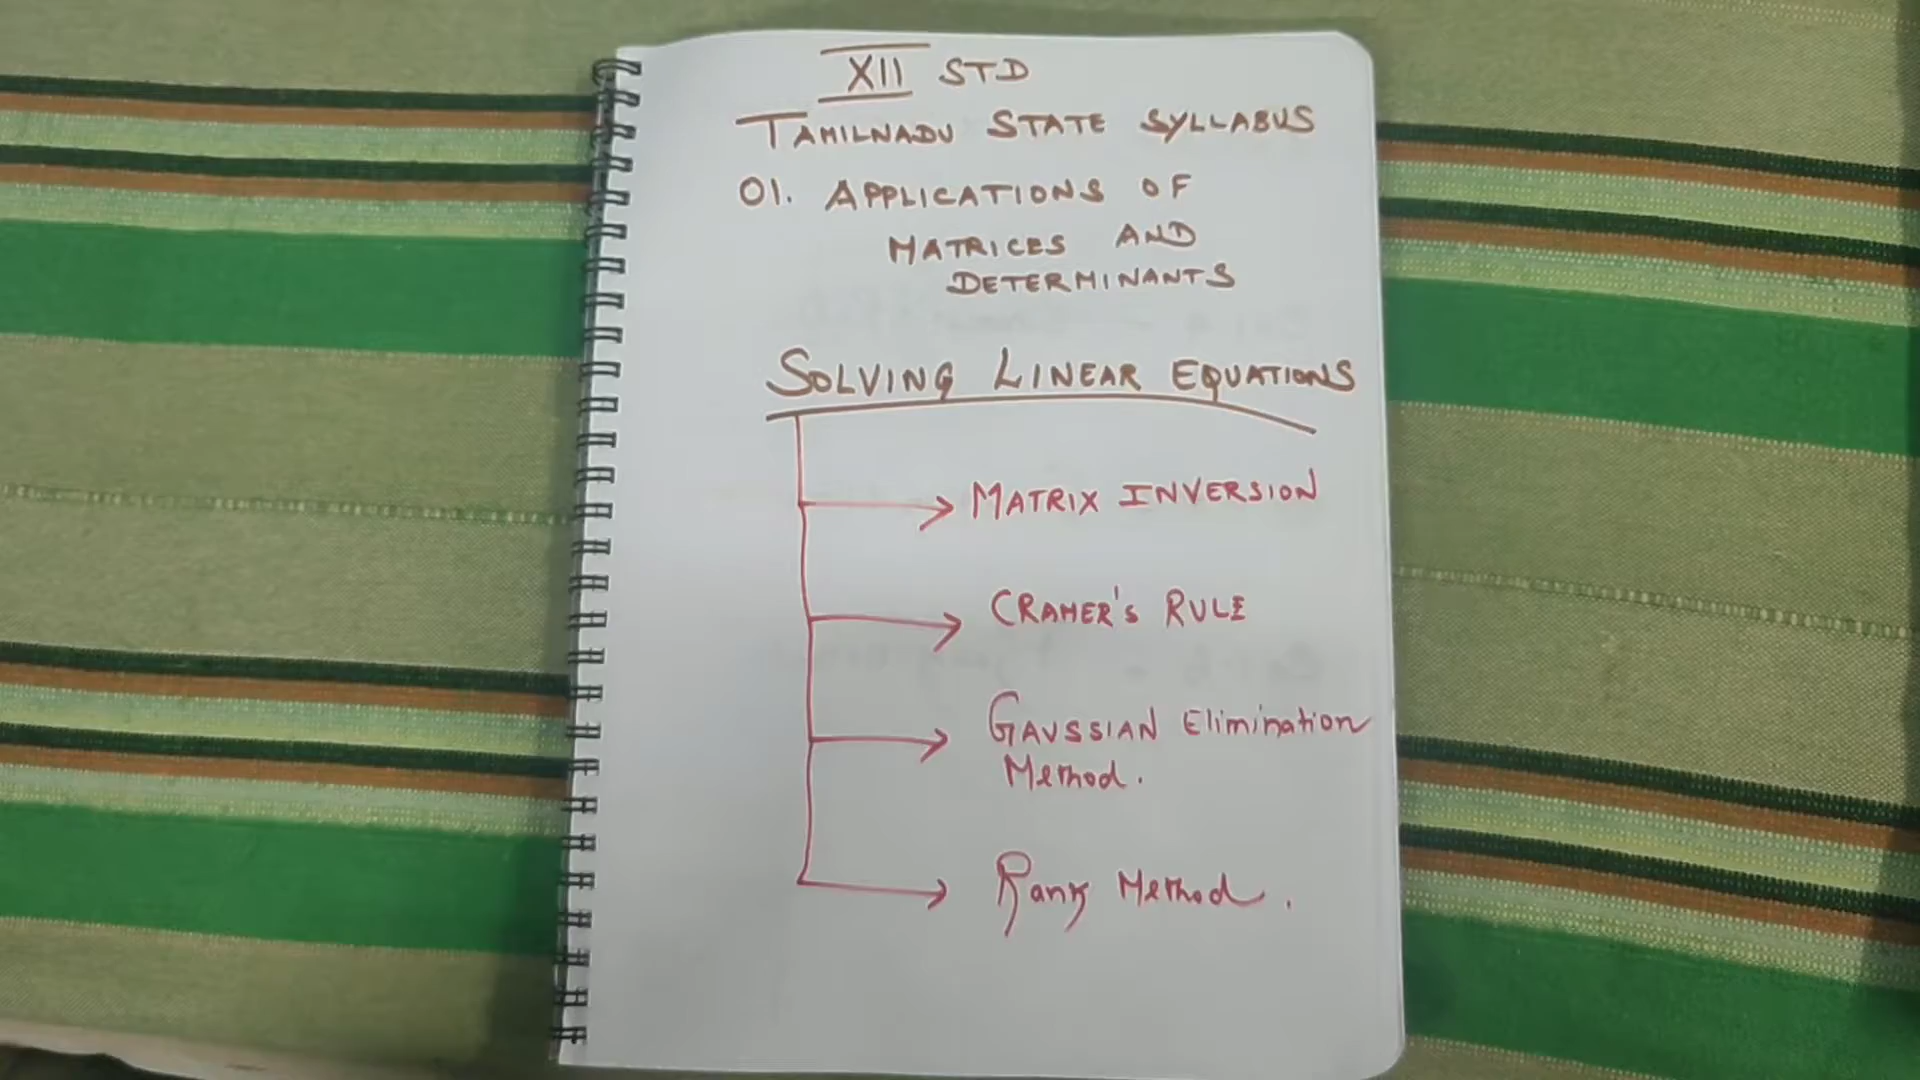 XII STD
TAMILNADU STATE SYLLABUS
01. APPLICATIONS OF
MATRICES AND
DETERMINANTS
SOLVING LINEAR EQUATIONS
MATRIX INVERSION
CRAMER'S RULE
GAUSSIAN Elimination
Method.
Rank Method.